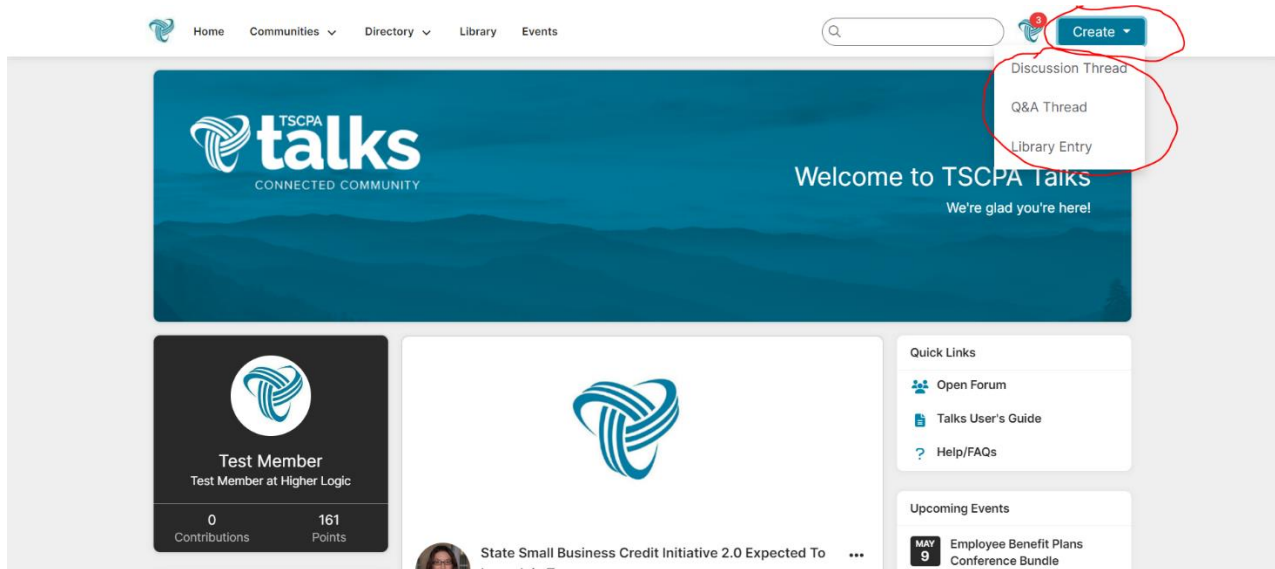 Home Communities Directory Library Events
3
Create
Discussion Thread
Q&A Thread
Library Entry
TSCPA
talks
CONNECTED COMMUNITY
Welcome to TSCPA Talks
We're glad you're here!
Test Member
Test Member at Higher Logic
0 161
Contributions Points
State Small Business Credit Initiative 2.0 Expected To
Quick Links
Open Forum
Talks User's Guide
Help/FAQs
Upcoming Events
MAY
9
Employee Benefit Plans
Conference Bundle